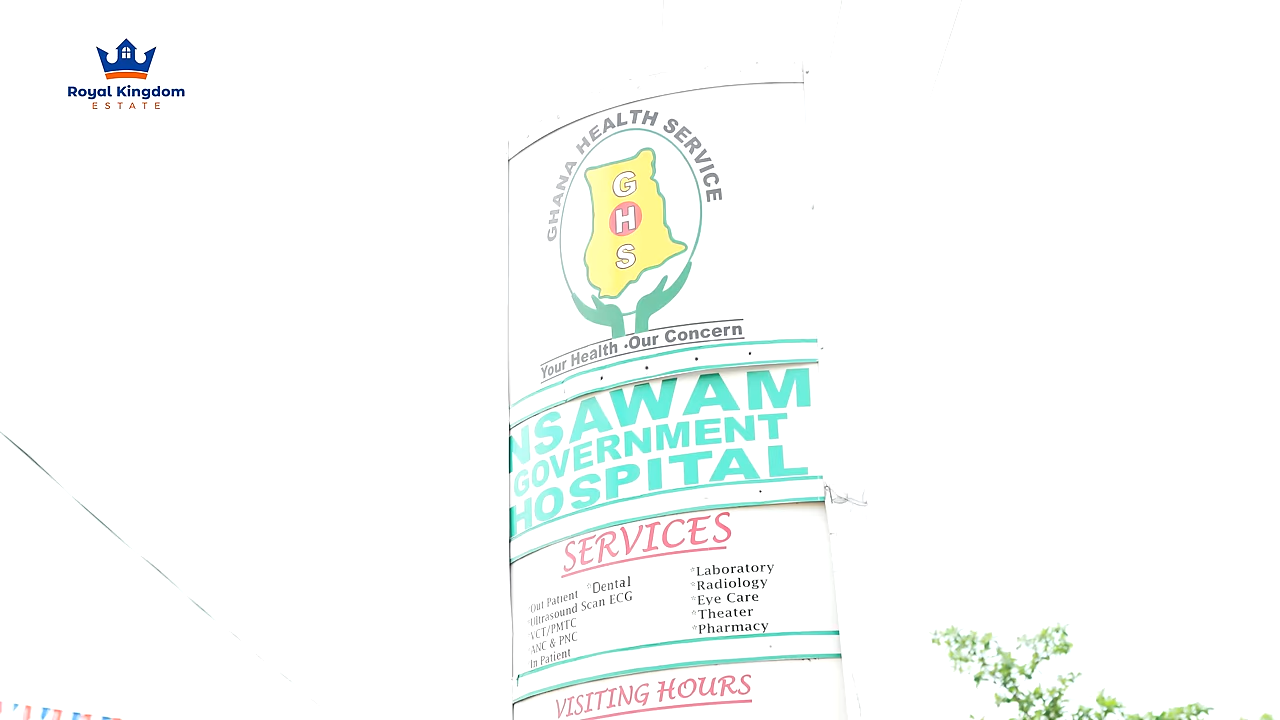 Royal Kingdom
ESTATE
GHANA HEALTH SERVICE
G
H
S
Your Health · Our Concern
NSAWAM
GOVERNMENT
HOSPITAL
SERVICES
*Out Patient *Dental
*Ultrasound Scan ECG
*VCT/PMTC
*ANC & PNC
In Patient
*Laboratory
*Radiology
*Eye Care
*Theater
*Pharmacy
VISITING HOURS